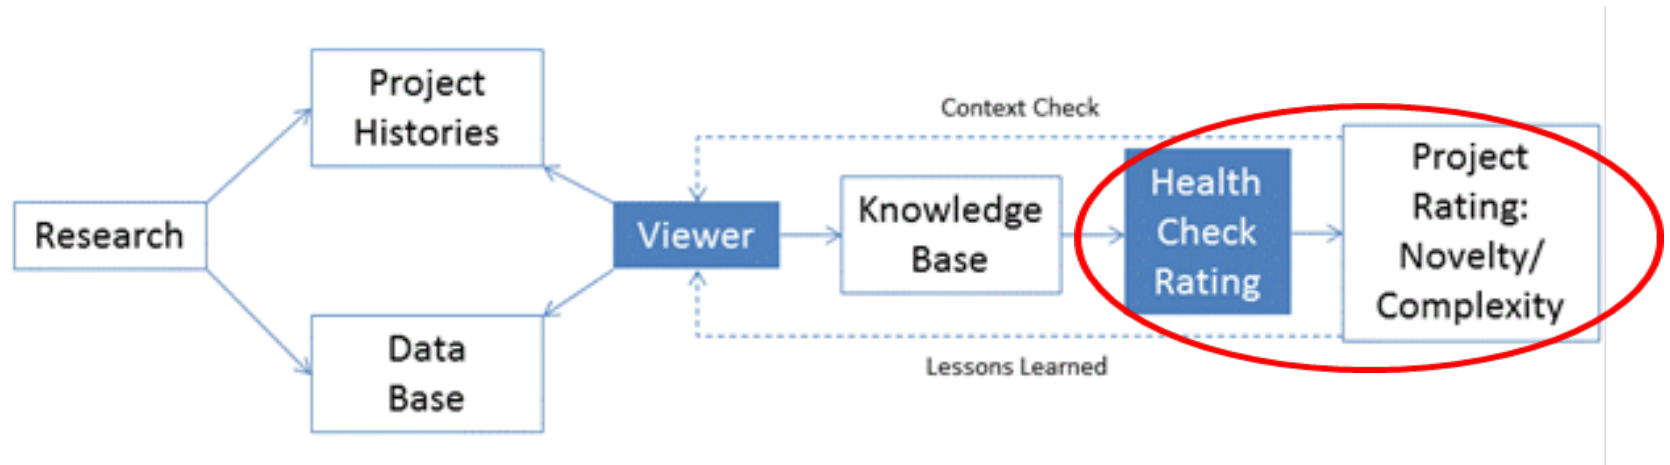 Research
Project
Histories
Data
Base
Viewer
Context Check
Knowledge
Base
Lessons Learned
Health
Check
Rating
Project
Rating:
Novelty/
Complexity